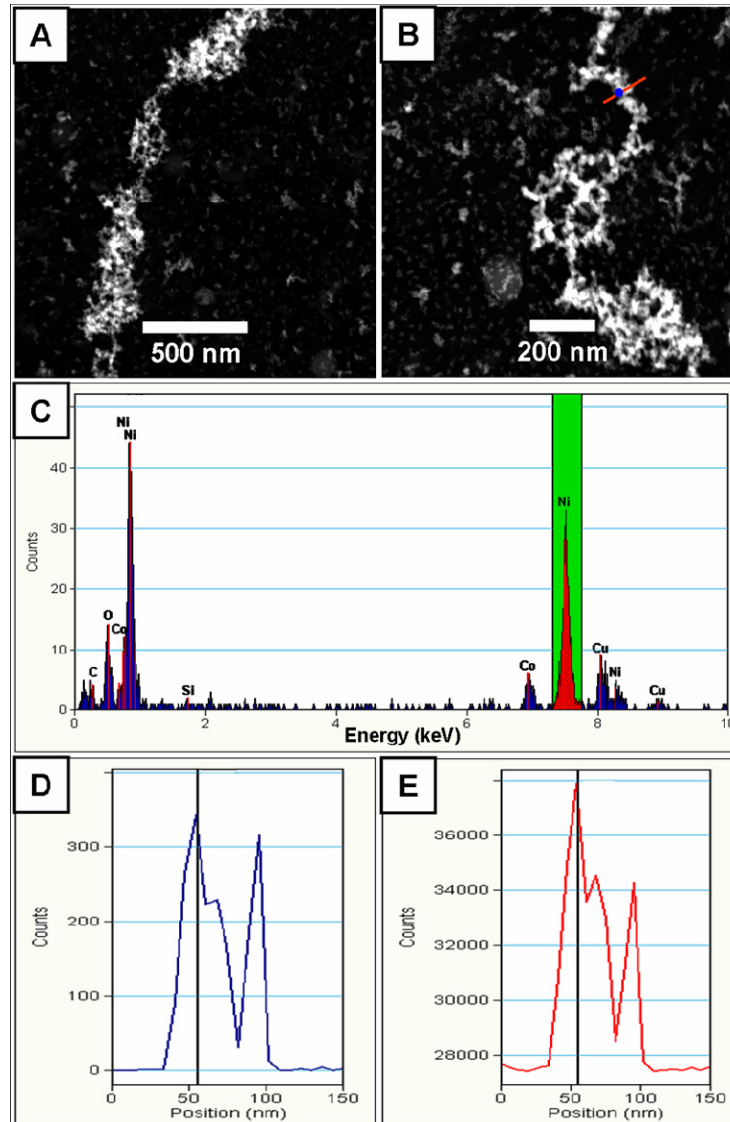 A
500 nm
B
200 nm
C
Counts
40
30
20
10
0
Ni
Ni
O
Co
C
Si
Co
Ni
Cu
Ni
Cu
0 2 4 6 8 10
Energy (keV)
D
Counts
300
200
100
0
0 50 100 150
Position (nm)
E
Counts
36000
34000
32000
30000
28000
0 50 100 150
Position (nm)